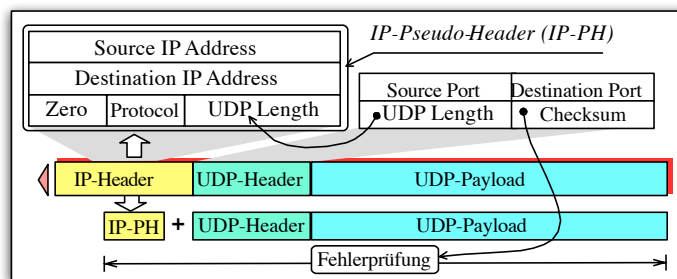 Source IP Address
Destination IP Address
Zero Protocol UDP Length
IP-Pseudo-Header (IP-PH)
Source Port Destination Port
UDP Length Checksum
IP-Header UDP-Header UDP-Payload
IP-PH + UDP-Header UDP-Payload
Fehlerprüfung